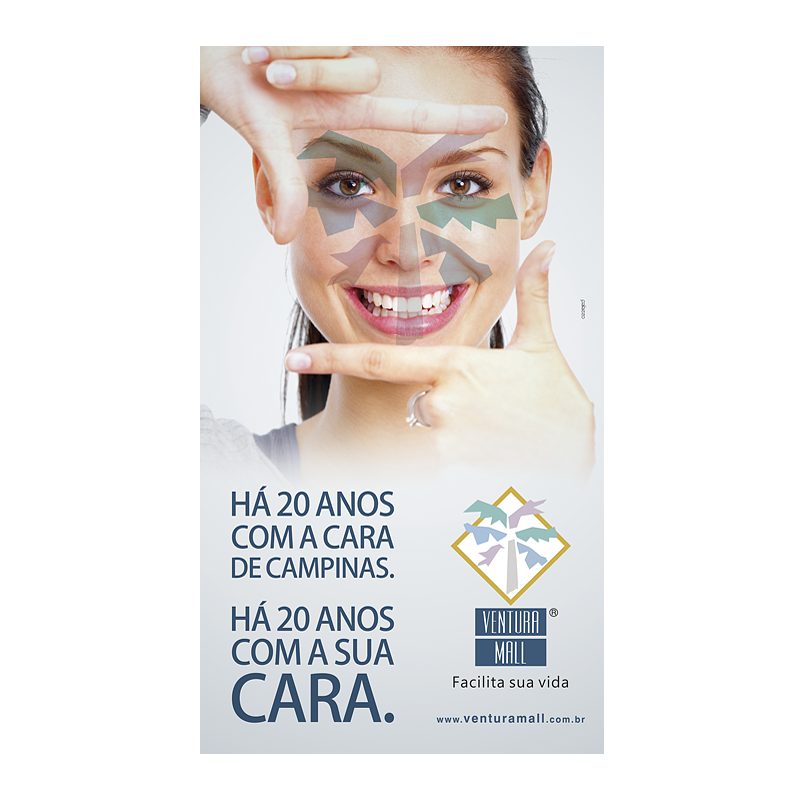 HÁ 20 ANOS
COM A CARA
DE CAMPINAS.
HÁ 20 ANOS
COM A SUA
CARA.
VENTURA ®
MALL
Facilita sua vida
www.venturamall.com.br